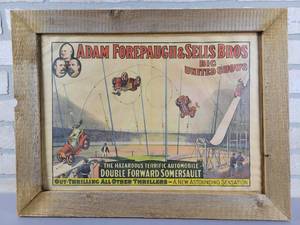 ADAM FOREPAUGH & SELLS BROS
BIG
UNITED SHOWS
THE HAZARDOUS TERRIFIC AUTOMOBILE
DOUBLE FORWARD SOMERSAULT
OUT-THRILLING ALL OTHER THRILLERS - A NEW ASTOUNDING SENSATION